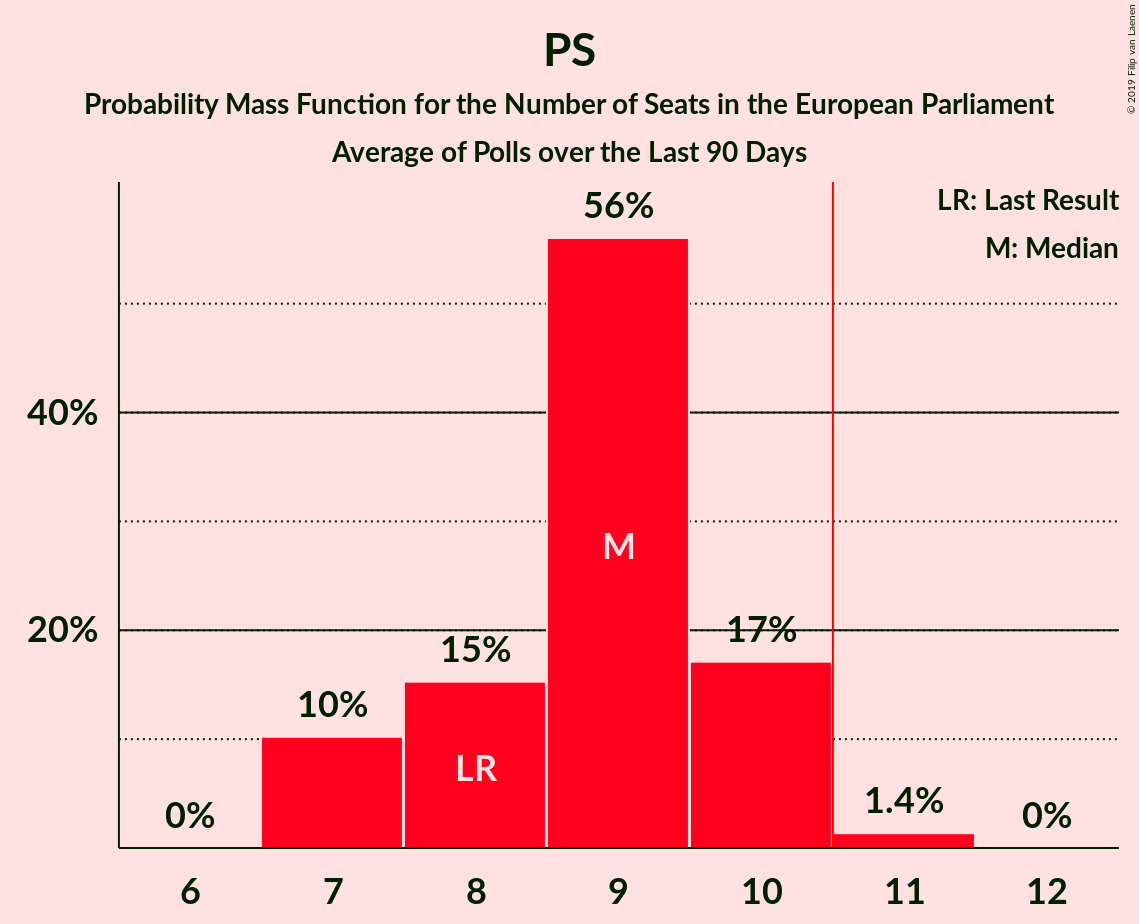 PS
Probability Mass Function for the Number of Seats in the European Parliament
Average of Polls over the Last 90 Days
© 2019 Filip van Laenen
LR: Last Result
M: Median
56%
40%
M
20%
17%
15%
10%
LR
1.4%
0%
0%
6 7 8 9 10 11 12